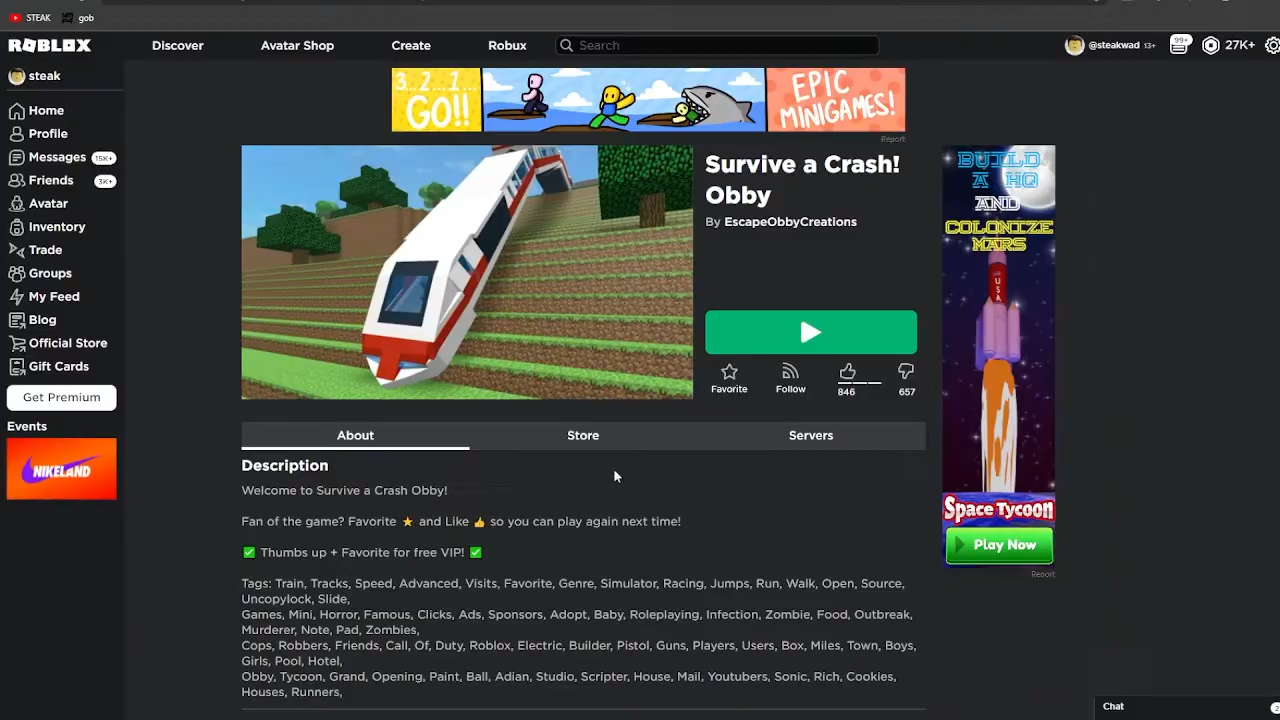 STEAK
gob
ROBLOX
Discover
Avatar Shop
Create
Robux
Search
@steakwad 13+
99+
27K+
steak
Home
Profile
Messages 15K+
Friends 3K+
Avatar
Inventory
Trade
Groups
My Feed
Blog
Official Store
Gift Cards
Get Premium
Events
NIKELAND
3... 2... 1...
GO!!
EPIC
MINIGAMES!
Report
Survive a Crash!
Obby
By EscapeObbyCreations
Favorite
Follow
846
657
BUILD
A HQ
AND
COLONIZE
MARS
USA
Space Tycoon
Play Now
Report
About
Store
Servers
Description
Welcome to Survive a Crash Obby!
Fan of the game? Favorite ⭐ and Like 👍 so you can play again next time!
✅ Thumbs up + Favorite for free VIP! ✅
Tags: Train, Tracks, Speed, Advanced, Visits, Favorite, Genre, Simulator, Racing, Jumps, Run, Walk, Open, Source,
Uncopylock, Slide,
Games, Mini, Horror, Famous, Clicks, Ads, Sponsors, Adopt, Baby, Roleplaying, Infection, Zombie, Food, Outbreak,
Murderer, Note, Pad, Zombies,
Cops, Robbers, Friends, Call, Of, Duty, Roblox, Electric, Builder, Pistol, Guns, Players, Users, Box, Miles, Town, Boys,
Girls, Pool, Hotel,
Obby, Tycoon, Grand, Opening, Paint, Ball, Adian, Studio, Scripter, House, Mail, Youtubers, Sonic, Rich, Cookies,
Houses, Runners,
Chat